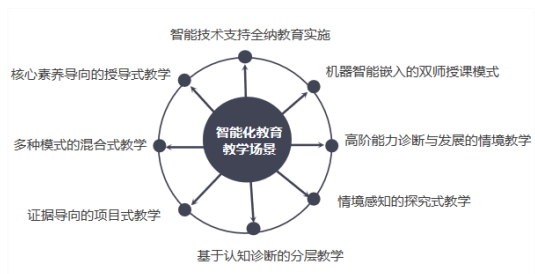 智能技术支持全纳教育实施
核心素养导向的授导式教学
机器智能嵌入的双师授课模式
智能化教育
教学场景
多种模式的混合式教学
高阶能力诊断与发展的情境教学
证据导向的项目式教学
情境感知的探究式教学
基于认知诊断的分层教学